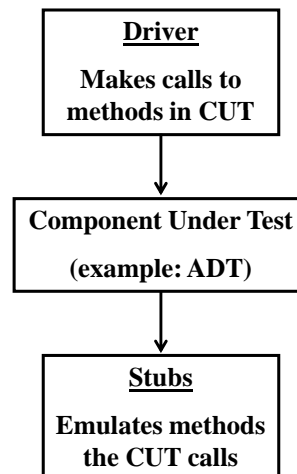 Driver
Makes calls to
methods in CUT
Component Under Test
(example: ADT)
Stubs
Emulates methods
the CUT calls